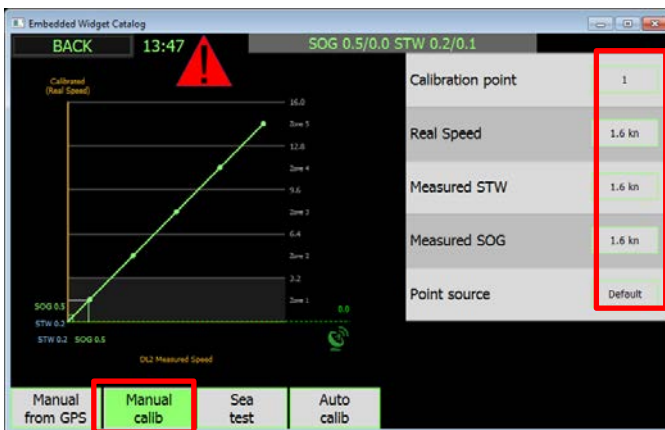 Embedded Widget Catalog
BACK 13:47 SOG 0.5/0.0 STW 0.2/0.1
Calibrated
(Real Speed)
16.0
Zone 5
12.8
Zone 4
9.6
Zone 3
6.4
Zone 2
3.2
Zone 1
SOG 0.5
0.0
STW 0.2
STW 0.2 SOG 0.5
DL2 Measured Speed
Calibration point 1
Real Speed 1.6 kn
Measured STW 1.6 kn
Measured SOG 1.6 kn
Point source Default
Manual from GPS
Manual calib
Sea test
Auto calib